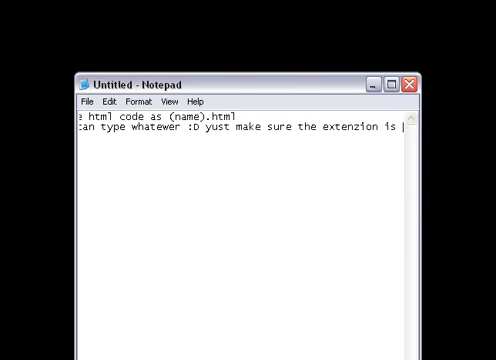 Untitled - Notepad
File Edit Format View Help
e html code as (name).html
can type whatewer :D yust make sure the extenzion is